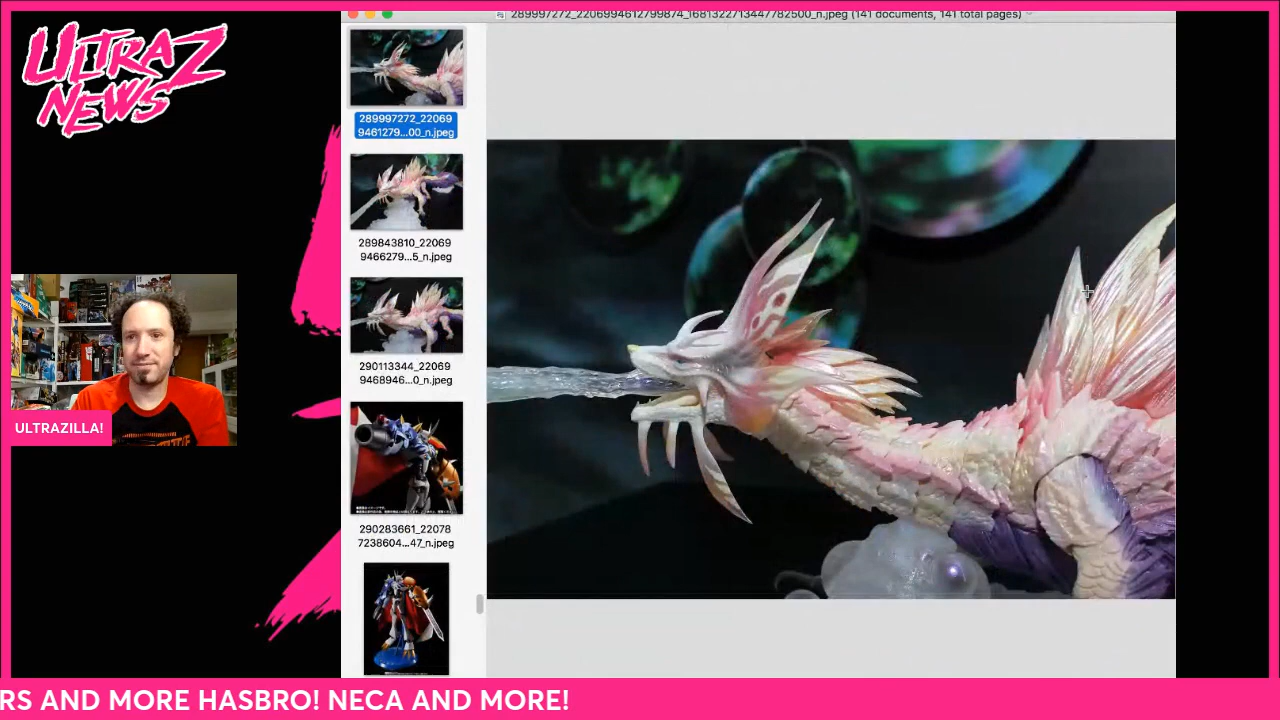 ULTRAZ
NEWS
289997272_2206994612799874_1681322713447782500_n.jpeg (141 documents, 141 total pages)
289997272_22069
9461279...00_n.jpeg
289843810_22069
9466279...5_n.jpeg
290113344_22069
9468946...0_n.jpeg
290283661_22078
7238604...47_n.jpeg
ULTRAZILLA!
RS AND MORE HASBRO! NECA AND MORE!